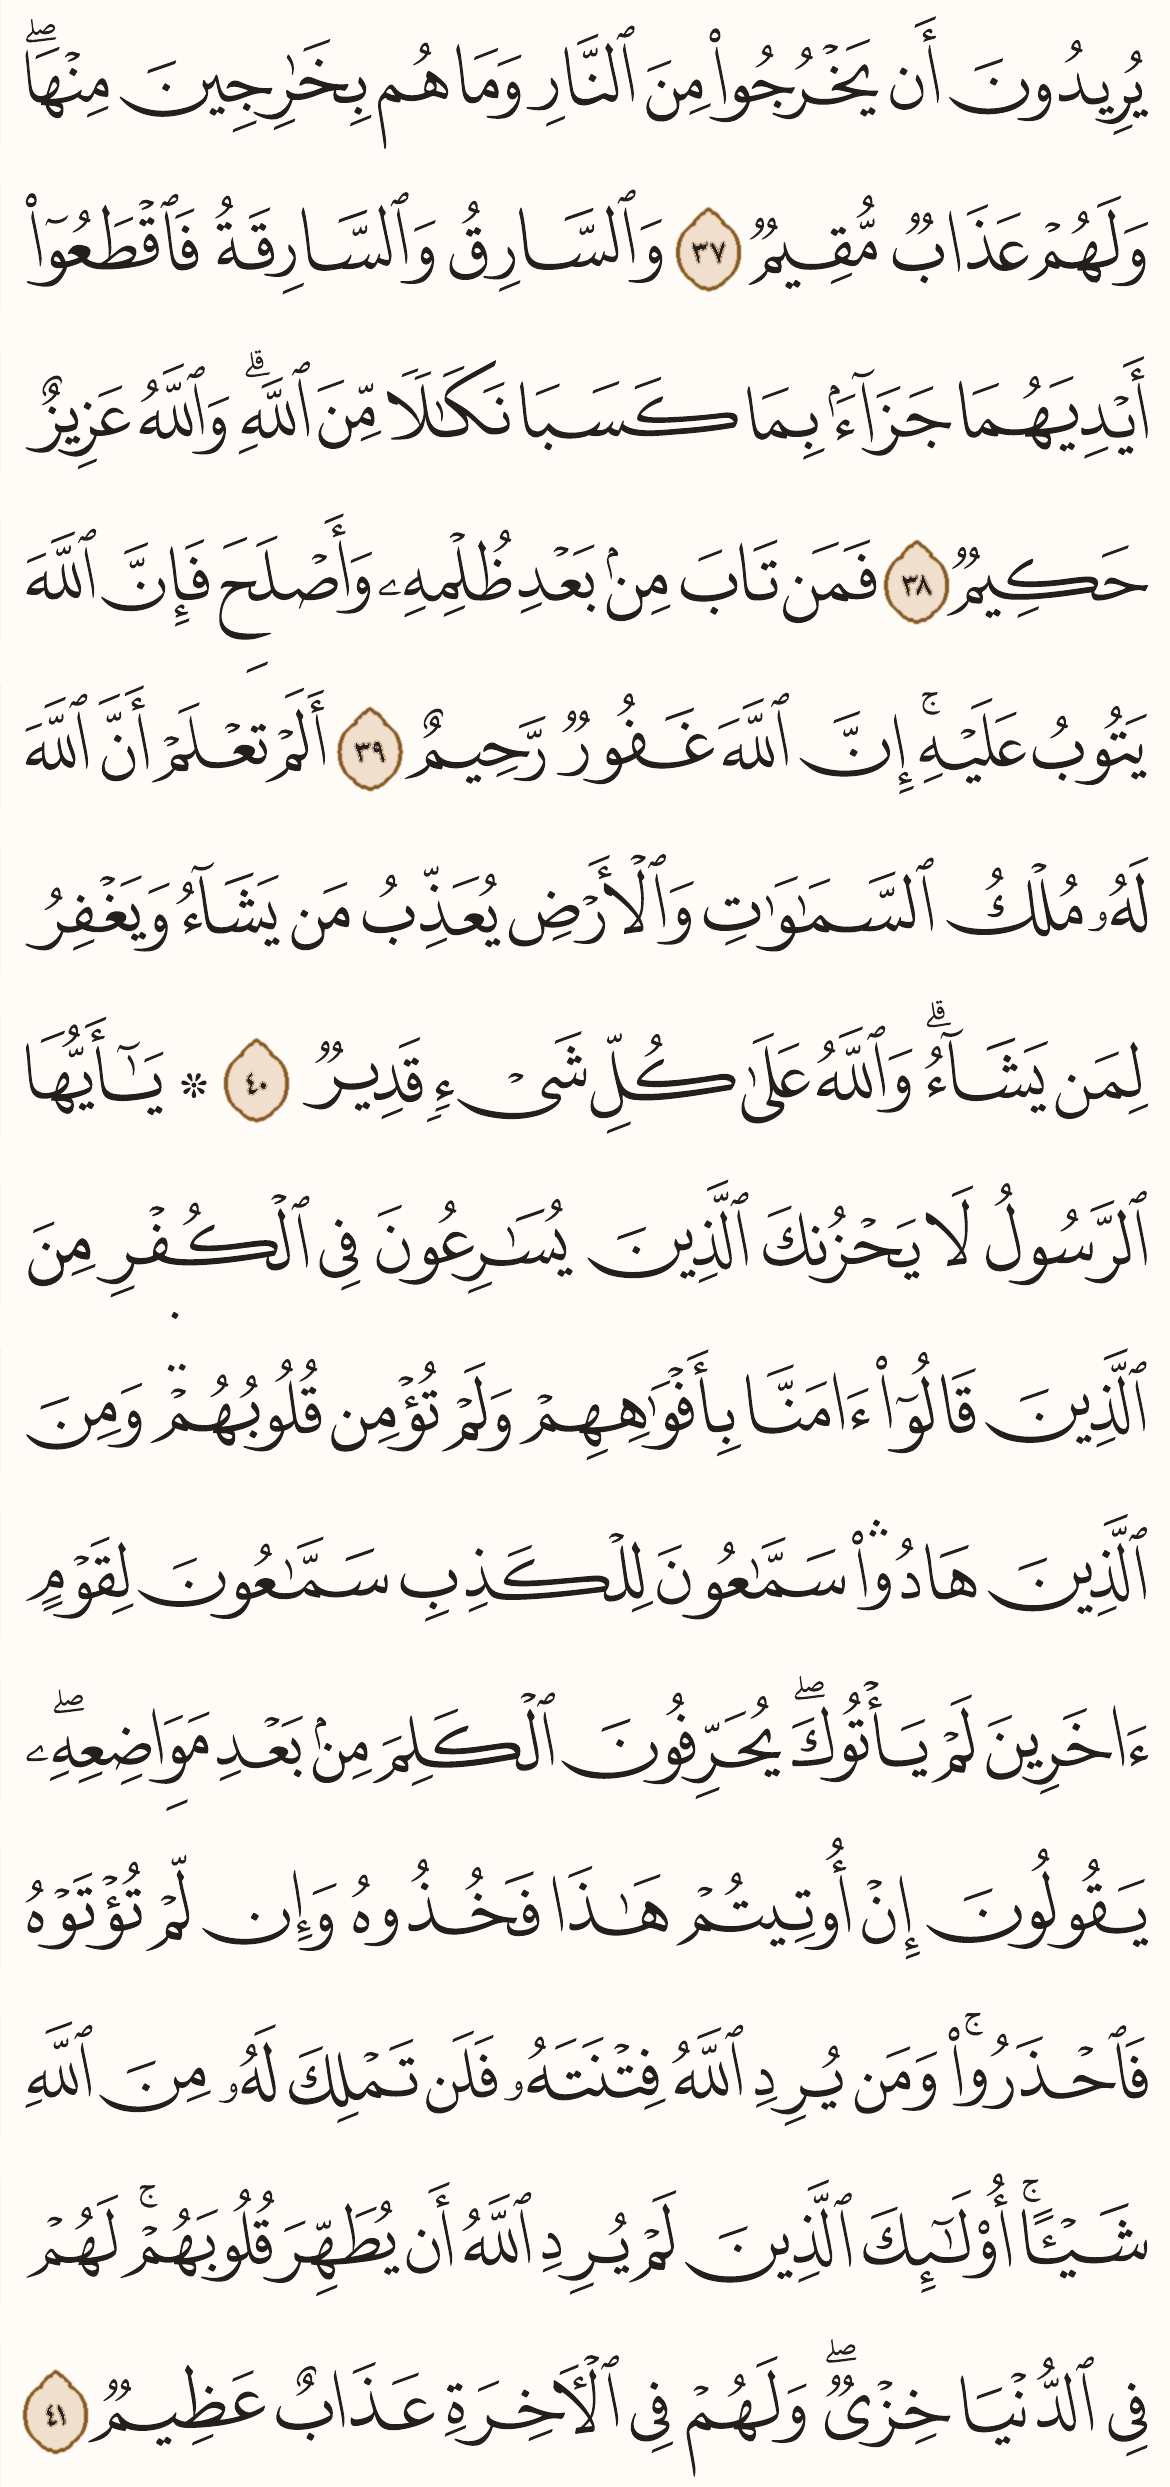 يُرِيدُونَ أَن يَخۡرُجُواْ مِنَ ٱلنَّارِ وَمَا هُم بِخَٰرِجِينَ مِنۡهَاۖ
وَلَهُمۡ عَذَابٞ مُّقِيمٞ ٣٧ وَٱلسَّارِقُ وَٱلسَّارِقَةُ فَٱقۡطَعُوٓاْ
أَيۡدِيَهُمَا جَزَآءَۢ بِمَا كَسَبَا نَكَٰلٗا مِّنَ ٱللَّهِۗ وَٱللَّهُ عَزِيزٌ
حَكِيمٞ ٣٨ فَمَن تَابَ مِنۢ بَعۡدِ ظُلۡمِهِۦ وَأَصۡلَحَ فَإِنَّ ٱللَّهَ
يَتُوبُ عَلَيۡهِۚ إِنَّ ٱللَّهَ غَفُورٞ رَّحِيمٌ ٣٩ أَلَمۡ تَعۡلَمۡ أَنَّ ٱللَّهَ
لَهُۥ مُلۡكُ ٱلسَّمَٰوَٰتِ وَٱلۡأَرۡضِ يُعَذِّبُ مَن يَشَآءُ وَيَغۡفِرُ
لِمَن يَشَآءُۗ وَٱللَّهُ عَلَىٰ كُلِّ شَيۡءٖ قَدِيرٞ ٤٠ ۞ يَٰٓأَيُّهَا
ٱلرَّسُولُ لَا يَحۡزُنكَ ٱلَّذِينَ يُسَٰرِعُونَ فِي ٱلۡكُفۡرِ مِنَ
ٱلَّذِينَ قَالُوٓاْ ءَامَنَّا بِأَفۡوَٰهِهِمۡ وَلَمۡ تُؤۡمِن قُلُوبُهُمۡۛ وَمِنَ
ٱلَّذِينَ هَادُواْۛ سَمَّٰعُونَ لِلۡكَذِبِ سَمَّٰعُونَ لِقَوۡمٍ
ءَاخَرِينَ لَمۡ يَأۡتُوكَۖ يُحَرِّفُونَ ٱلۡكَلِمَ مِنۢ بَعۡدِ مَوَاضِعِهِۦۖ
يَقُولُونَ إِنۡ أُوتِيتُمۡ هَٰذَا فَخُذُوهُ وَإِن لَّمۡ تُؤۡتَوۡهُ
فَٱحۡذَرُواْۚ وَمَن يُرِدِ ٱللَّهُ فِتۡنَتَهُۥ فَلَن تَمۡلِكَ لَهُۥ مِنَ ٱللَّهِ
شَيۡـًٔاۚ أُوْلَٰٓئِكَ ٱلَّذِينَ لَمۡ يُرِدِ ٱللَّهُ أَن يُطَهِّرَ قُلُوبَهُمۡۚ لَهُمۡ
فِي ٱلدُّنۡيَا خِزۡيٞۖ وَلَهُمۡ فِي ٱلۡأٓخِرَةِ عَذَابٌ عَظِيمٞ ٤١